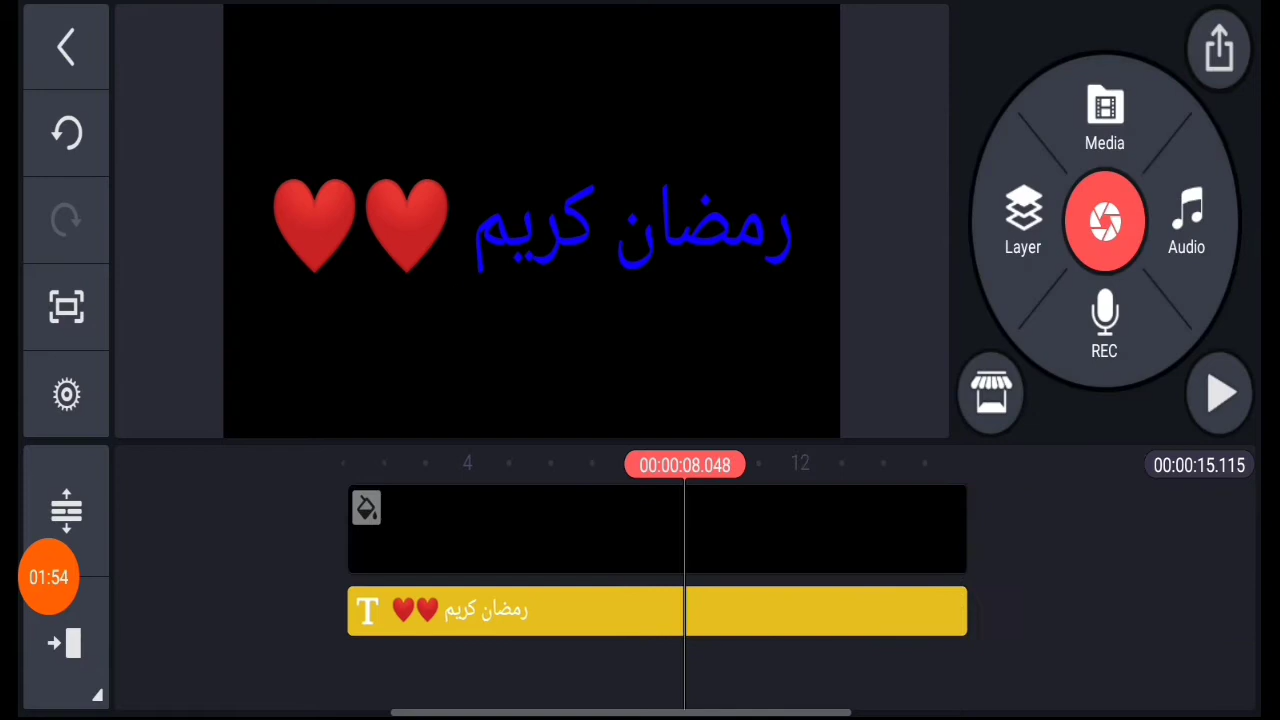 Media
Layer
Audio
REC
رمضان كريم ❤️❤️
4
00:00:08.048
12
00:00:15.115
T رمضان كريم ❤️❤️
01:54